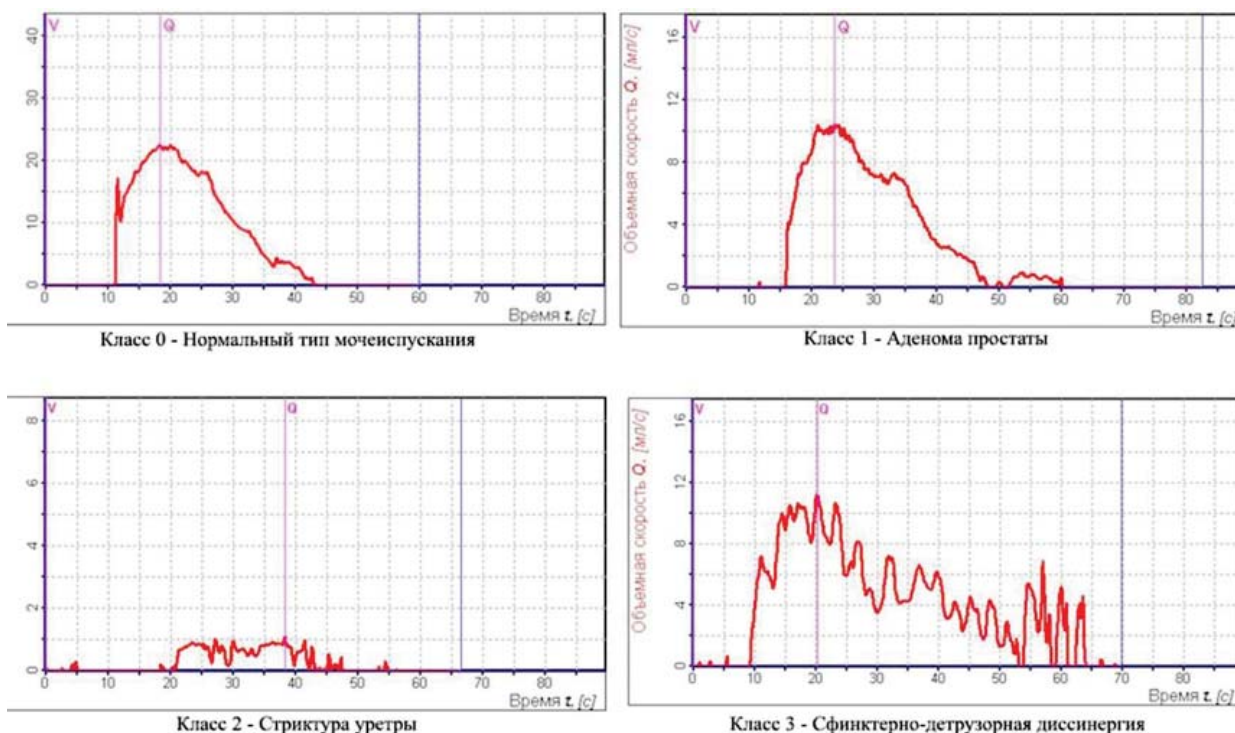 V Q
40
30
20
10
0
0 10 20 30 40 50 60 70 80
Время t, [с]
Класс 0 - Нормальный тип мочеиспускания
V Q
Объемная скорость Q, [мл/с]
16
12
8
4
0
0 10 20 30 40 50 60 70 80
Время t, [с]
Класс 1 - Аденома простаты
V Q
8
6
4
2
0
0 10 20 30 40 50 60 70 80
Время t, [с]
Класс 2 - Стриктура уретры
V Q
Объемная скорость Q, [мл/с]
16
12
8
4
0
0 10 20 30 40 50 60 70 80
Время t, [с]
Класс 3 - Сфинктерно-детрузорная диссинергия